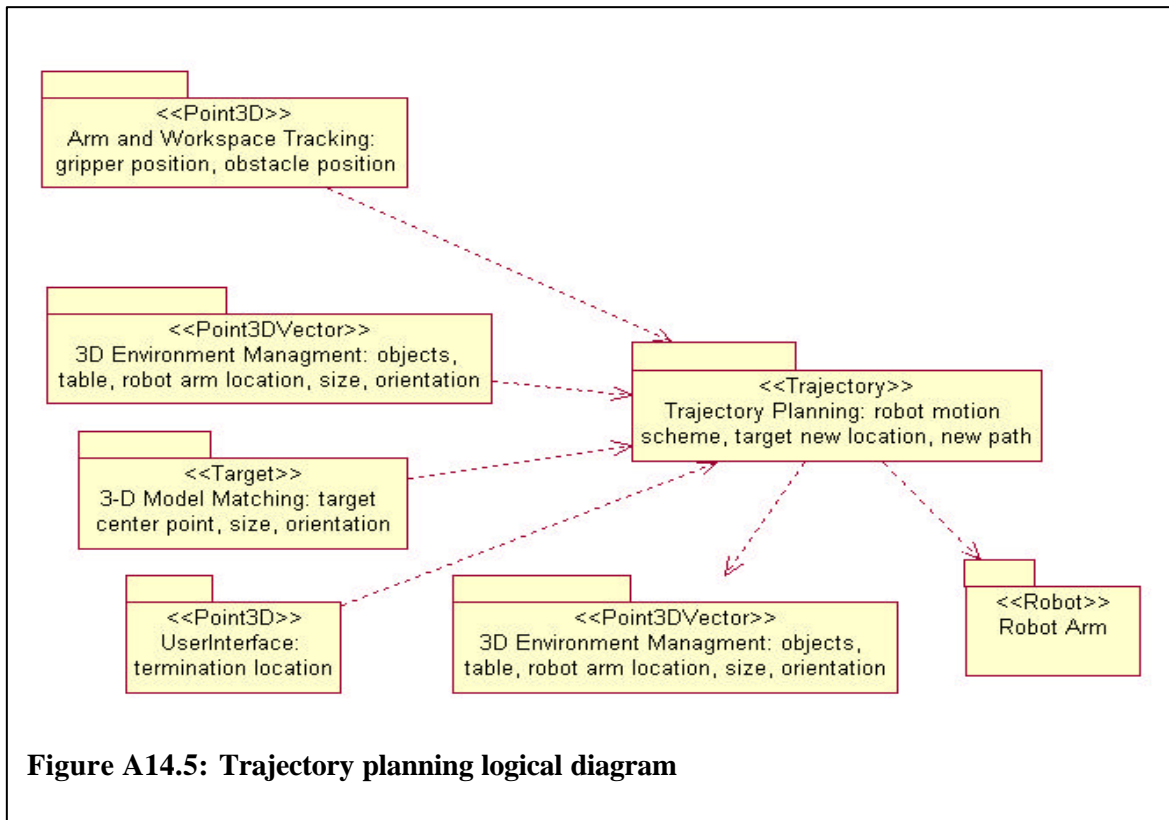 <<Point3D>>
Arm and Workspace Tracking:
gripper position, obstacle position
<<Point3DVector>>
3D Environment Managment: objects,
table, robot arm location, size, orientation
<<Trajectory>>
Trajectory Planning: robot motion
scheme, target new location, new path
<<Target>>
3-D Model Matching: target
center point, size, orientation
<<Point3D>>
UserInterface:
termination location
<<Point3DVector>>
3D Environment Managment: objects,
table, robot arm location, size, orientation
<<Robot>>
Robot Arm
Figure A14.5: Trajectory planning logical diagram